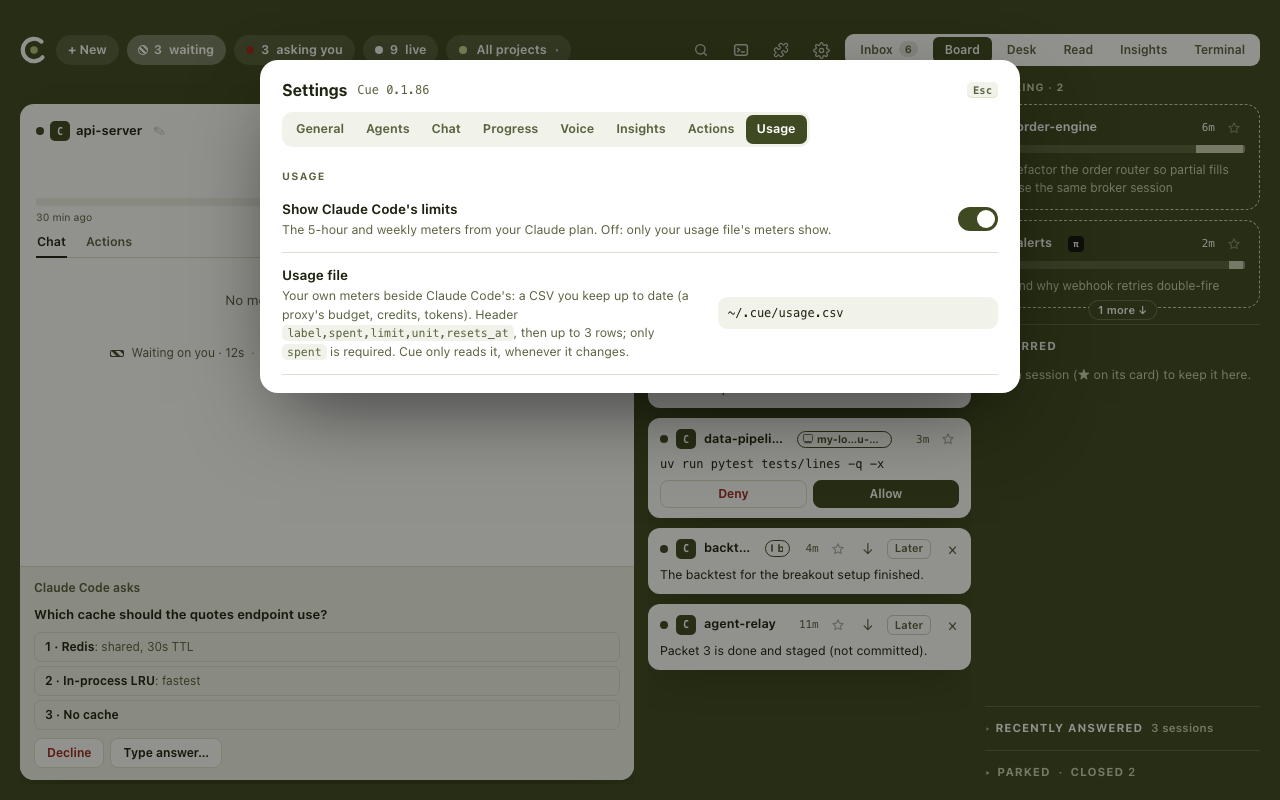 + New
3 waiting
3 asking you
9 live
All projects ·
Inbox 6
Board
Desk
Read
Insights
Terminal
Settings Cue 0.1.86
Esc
General
Agents
Chat
Progress
Voice
Insights
Actions
Usage
USAGE
Show Claude Code's limits
The 5-hour and weekly meters from your Claude plan. Off: only your usage file's meters show.
Usage file
Your own meters beside Claude Code's: a CSV you keep up to date (a
proxy's budget, credits, tokens). Header
label,spent,limit,unit,resets_at, then up to 3 rows; only
spent is required. Cue only reads it, whenever it changes.
~/.cue/usage.csv
C api-server
30 min ago
Chat
Actions
Waiting on you · 12s ·
Claude Code asks
Which cache should the quotes endpoint use?
1 · Redis: shared, 30s TTL
2 · In-process LRU: fastest
3 · No cache
Decline
Type answer...
C data-pipeli... my-lo...u-... 3m
uv run pytest tests/lines -q -x
Deny
Allow
C backt... 4m
Later
The backtest for the breakout setup finished.
C agent-relay 11m
Later
Packet 3 is done and staged (not committed).
· 2
order-engine 6m
efactor the order router so partial fills
the same broker session
alerts π 2m
why webhook retries double-fire
1 more ↓
session (★ on its card) to keep it here.
RECENTLY ANSWERED 3 sessions
PARKED · CLOSED 2